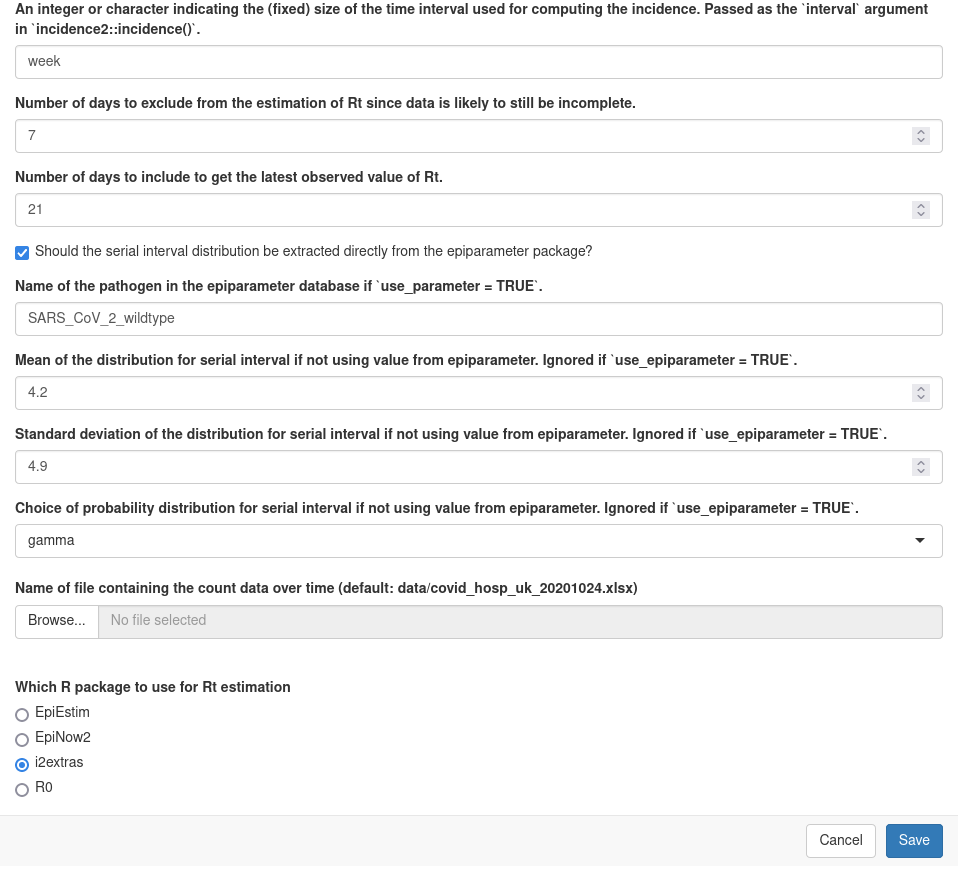 An integer or character indicating the (fixed) size of the time interval used for computing the incidence. Passed as the `interval` argument
in `incidence2::incidence()`.
week
Number of days to exclude from the estimation of Rt since data is likely to still be incomplete.
7
Number of days to include to get the latest observed value of Rt.
21
Should the serial interval distribution be extracted directly from the epiparameter package?
Name of the pathogen in the epiparameter database if `use_parameter = TRUE`.
SARS_CoV_2_wildtype
Mean of the distribution for serial interval if not using value from epiparameter. Ignored if `use_epiparameter = TRUE`.
4.2
Standard deviation of the distribution for serial interval if not using value from epiparameter. Ignored if `use_epiparameter = TRUE`.
4.9
Choice of probability distribution for serial interval if not using value from epiparameter. Ignored if `use_epiparameter = TRUE`.
gamma
Name of file containing the count data over time (default: data/covid_hosp_uk_20201024.xlsx)
Browse... No file selected
Which R package to use for Rt estimation
EpiEstim
EpiNow2
i2extras
R0
Cancel Save